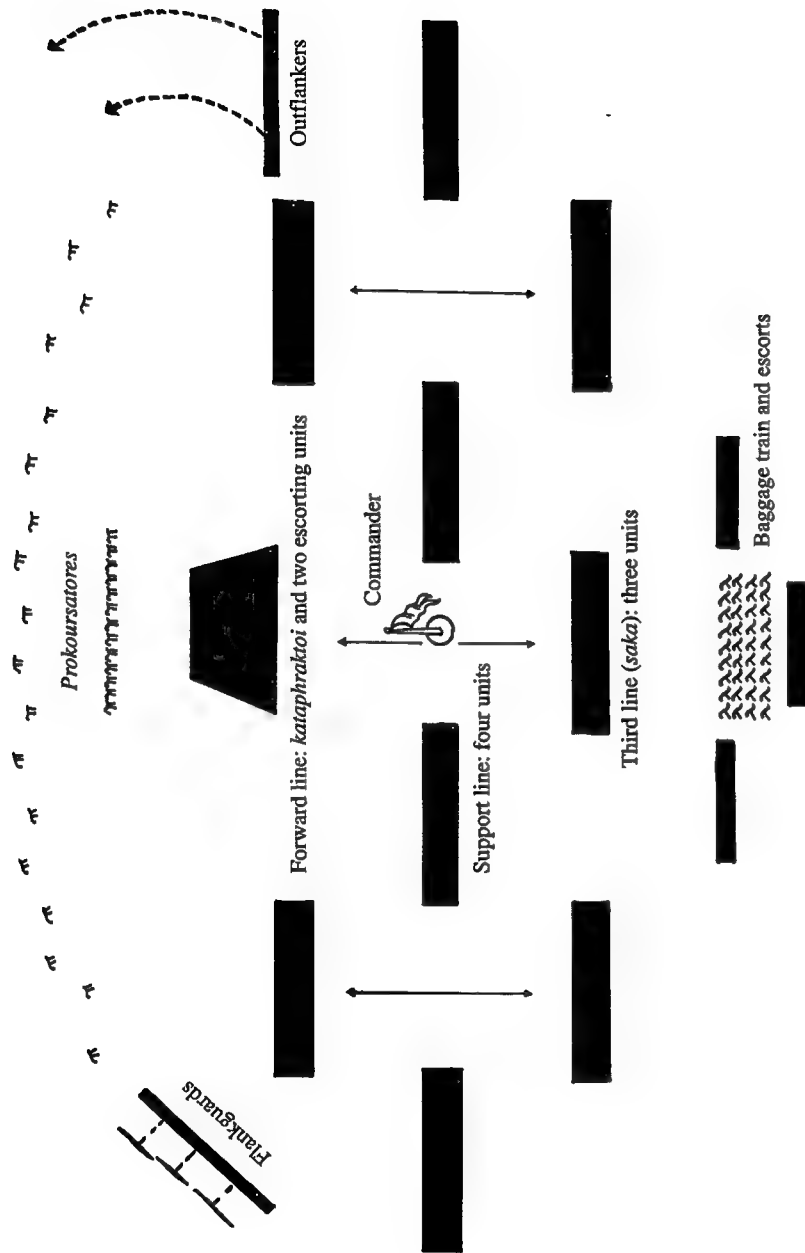 Outflankers
Prokoursatores
Forward line: kataphraktoi and two escorting units
Commander
Flankguards
Support line: four units
Third line (saka): three units
Baggage train and escorts